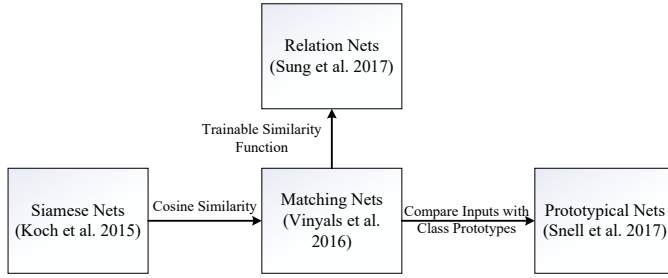 Relation Nets
(Sung et al. 2017)
Trainable Similarity
Function
Siamese Nets
(Koch et al. 2015)
Cosine Similarity
Matching Nets
(Vinyals et al.
2016)
Compare Inputs with
Class Prototypes
Prototypical Nets
(Snell et al. 2017)